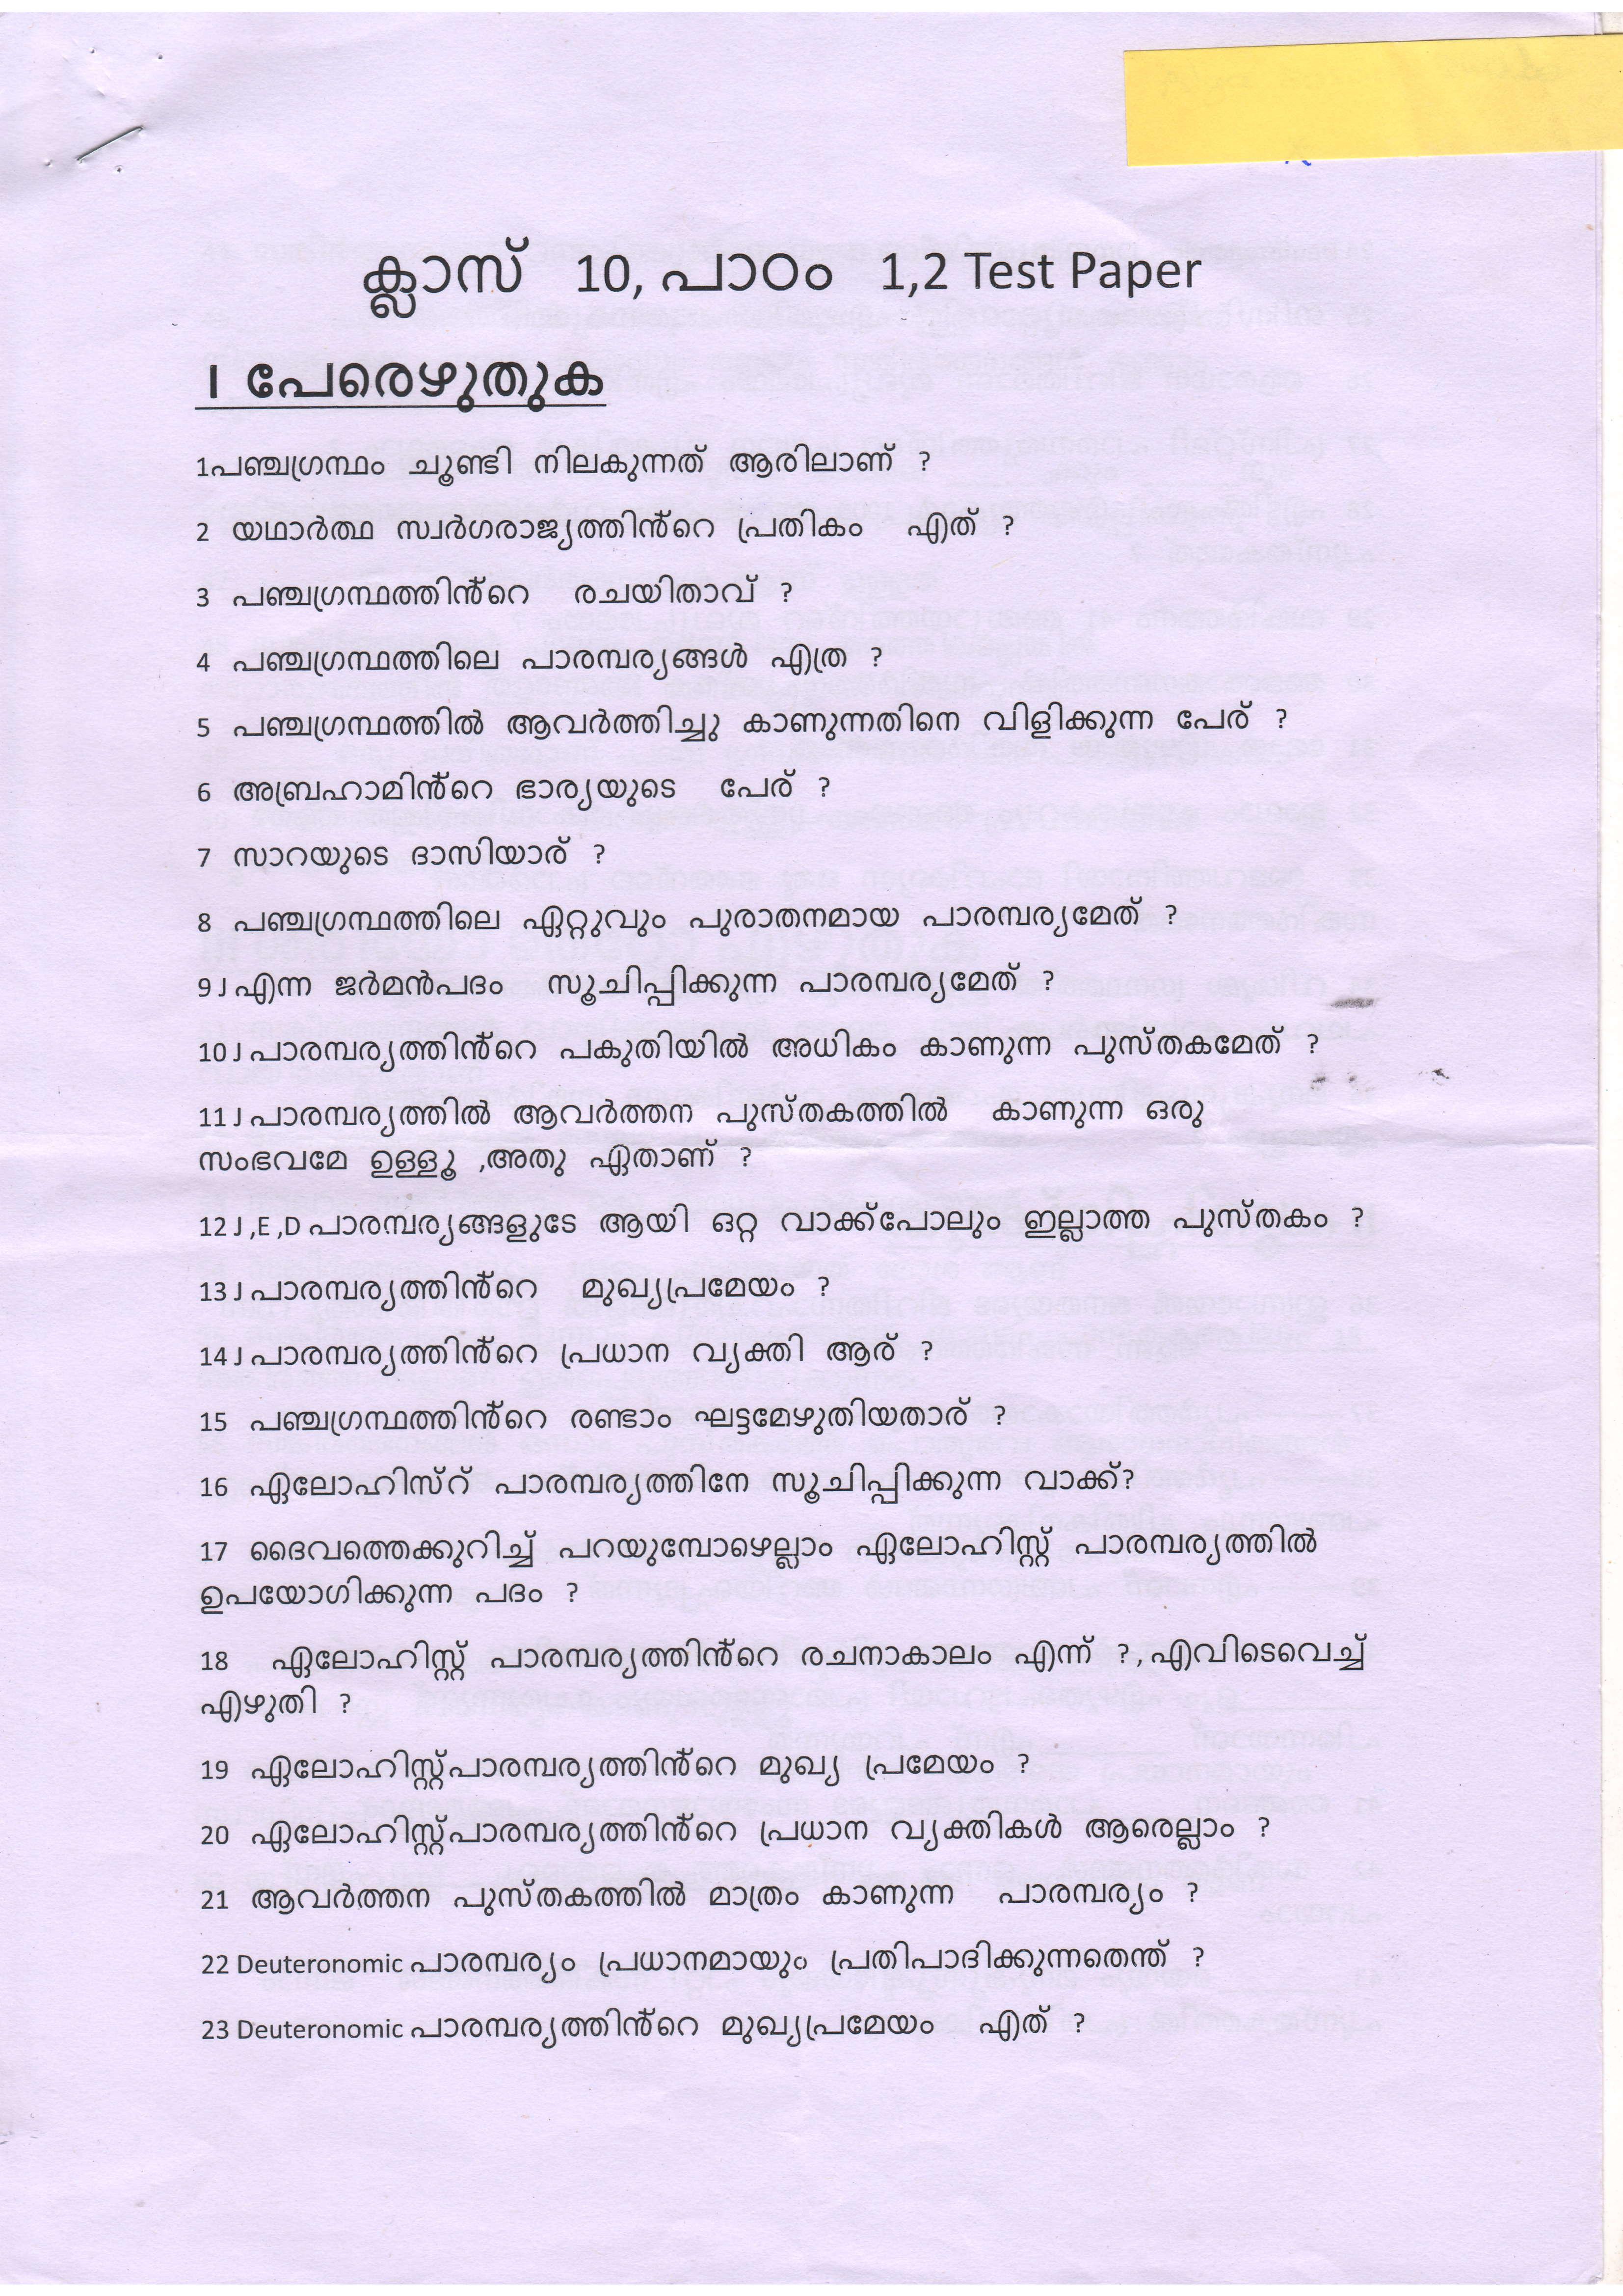 ക്ലാസ് 10, പാഠം 1,2 Test Paper
I പേരെഴുതുക
1പഞ്ചഗ്രന്ഥം ചൂണ്ടി നിലകുന്നത് ആരിലാണ് ?
2 യഥാർത്ഥ സ്വർഗരാജ്യത്തിൻ്റെ പ്രതികം എത് ?
3 പഞ്ചഗ്രന്ഥത്തിൻ്റെ രചയിതാവ് ?
4 പഞ്ചഗ്രന്ഥത്തിലെ പാരമ്പര്യങ്ങൾ എത്ര ?
5 പഞ്ചഗ്രന്ഥത്തിൽ ആവർത്തിച്ചു കാണുന്നതിനെ വിളിക്കുന്ന പേര് ?
6 അബ്രഹാമിൻ്റെ ഭാര്യയുടെ പേര് ?
7 സാറയുടെ ദാസിയാര് ?
8 പഞ്ചഗ്രന്ഥത്തിലെ ഏറ്റുവും പുരാതനമായ പാരമ്പര്യമേത് ?
9 J എന്ന ജർമൻപദം സൂചിപ്പിക്കുന്ന പാരമ്പര്യമേത് ?
10 J പാരമ്പര്യത്തിൻ്റെ പകുതിയിൽ അധികം കാണുന്ന പുസ്തകമേത് ?
11 J പാരമ്പര്യത്തിൽ ആവർത്തന പുസ്തകത്തിൽ കാണുന്ന ഒരു
സംഭവമേ ഉള്ളൂ ,അതു ഏതാണ് ?
12 J ,E ,D പാരമ്പര്യങ്ങളുടേ ആയി ഒറ്റ വാക്ക്പോലും ഇല്ലാത്ത പുസ്തകം ?
13 J പാരമ്പര്യത്തിൻ്റെ മുഖ്യപ്രമേയം ?
14 J പാരമ്പര്യത്തിൻ്റെ പ്രധാന വ്യക്തി ആര് ?
15 പഞ്ചഗ്രന്ഥത്തിൻ്റെ രണ്ടാം ഘട്ടമേഴുതിയതാര് ?
16 ഏലോഹിസ്റ് പാരമ്പര്യത്തിനേ സൂചിപ്പിക്കുന്ന വാക്ക്?
17 ദൈവത്തെക്കുറിച്ച് പറയുമ്പോഴെല്ലാം ഏലോഹിസ്റ്റ് പാരമ്പര്യത്തിൽ
ഉപയോഗിക്കുന്ന പദം ?
18 ഏലോഹിസ്റ്റ് പാരമ്പര്യത്തിൻ്റെ രചനാകാലം എന്ന് ?,എവിടെവെച്ച്
എഴുതി ?
19 ഏലോഹിസ്റ്റ്പാരമ്പര്യത്തിൻ്റെ മുഖ്യ പ്രമേയം ?
20 ഏലോഹിസ്റ്റ്പാരമ്പര്യത്തിൻ്റെ പ്രധാന വ്യക്തികൾ ആരെല്ലാം ?
21 ആവർത്തന പുസ്തകത്തിൽ മാത്രം കാണുന്ന പാരമ്പര്യം ?
22 Deuteronomic പാരമ്പര്യം പ്രധാനമായും പ്രതിപാദിക്കുന്നതെന്ത് ?
23 Deuteronomic പാരമ്പര്യത്തിൻ്റെ മുഖ്യപ്രമേയം എത് ?